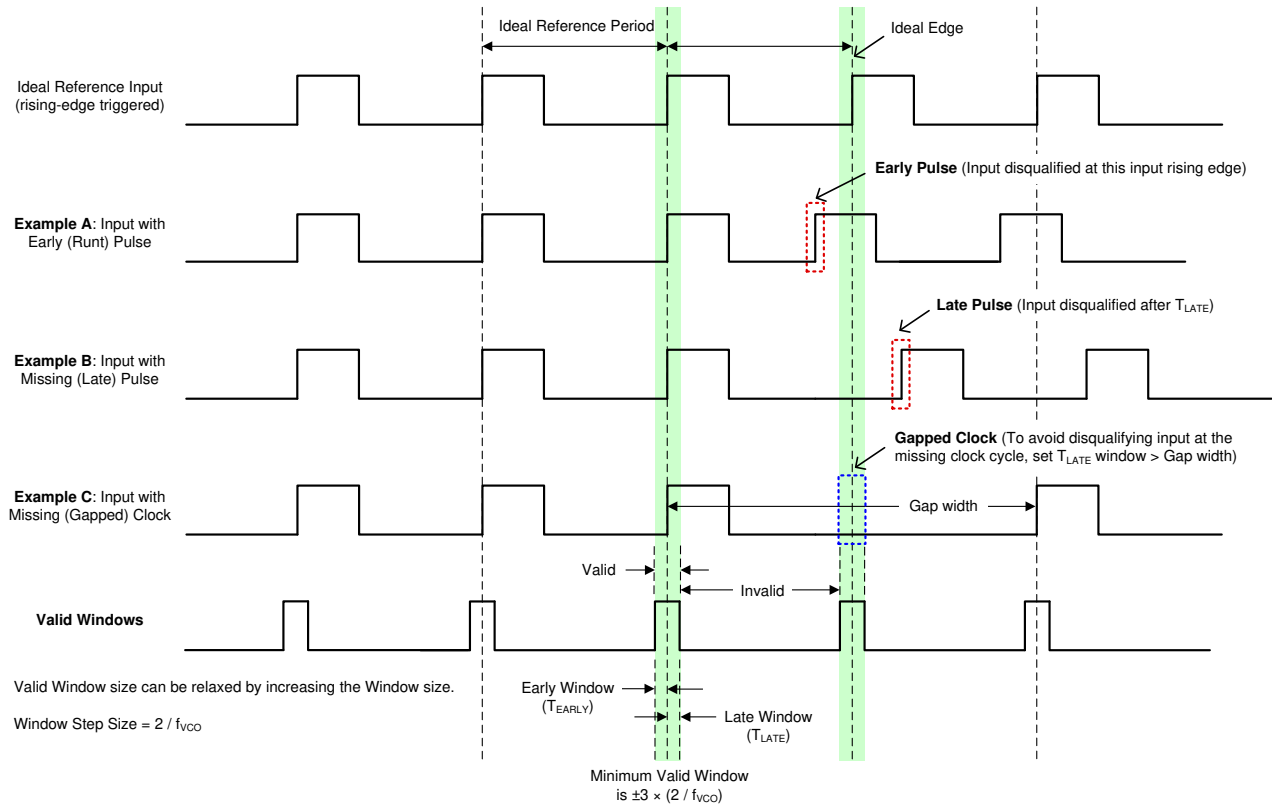 Ideal Reference Period
Ideal Edge
Ideal Reference Input
(rising-edge triggered)
Early Pulse (Input disqualified at this input rising edge)
Example A: Input with
Early (Runt) Pulse
Late Pulse (Input disqualified after TLATE)
Example B: Input with
Missing (Late) Pulse
Gapped Clock (To avoid disqualifying input at the
missing clock cycle, set TLATE window > Gap width)
Example C: Input with
Missing (Gapped) Clock
Gap width
Valid
Invalid
Valid Windows
Valid Window size can be relaxed by increasing the Window size.
Window Step Size = 2 / fVCO
Early Window
(TEARLY)
Late Window
(TLATE)
Minimum Valid Window
is ±3 × (2 / fVCO)